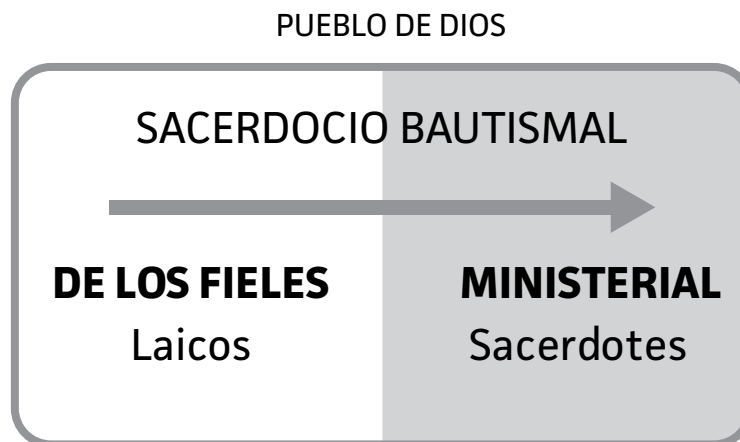 PUEBLO DE DIOS
SACERDOCIO BAUTISMAL
DE LOS FIELES MINISTERIAL
Laicos Sacerdotes